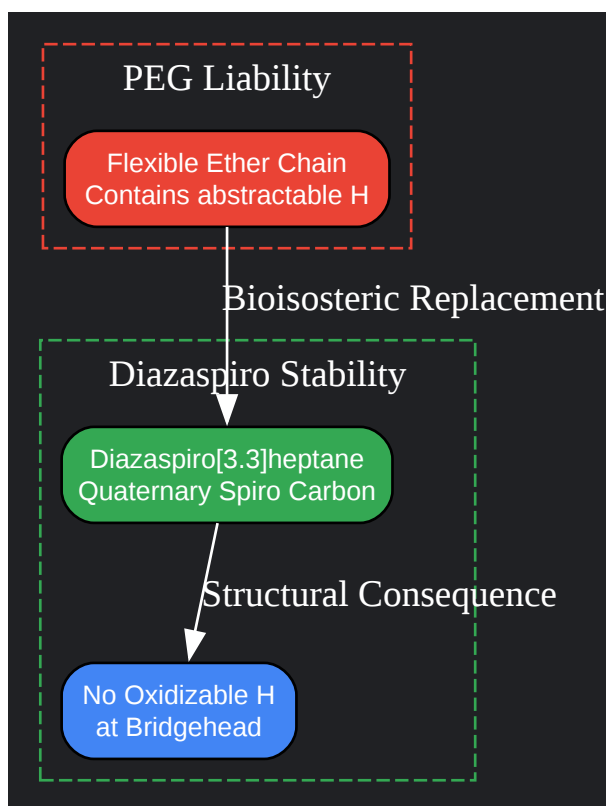 PEG Liability
Flexible Ether Chain
Contains abstractable H
Bioisosteric Replacement
Diazaspiro Stability
Diazaspiro[3.3]heptane
Quaternary Spiro Carbon
Structural Consequence
No Oxidizable H
at Bridgehead